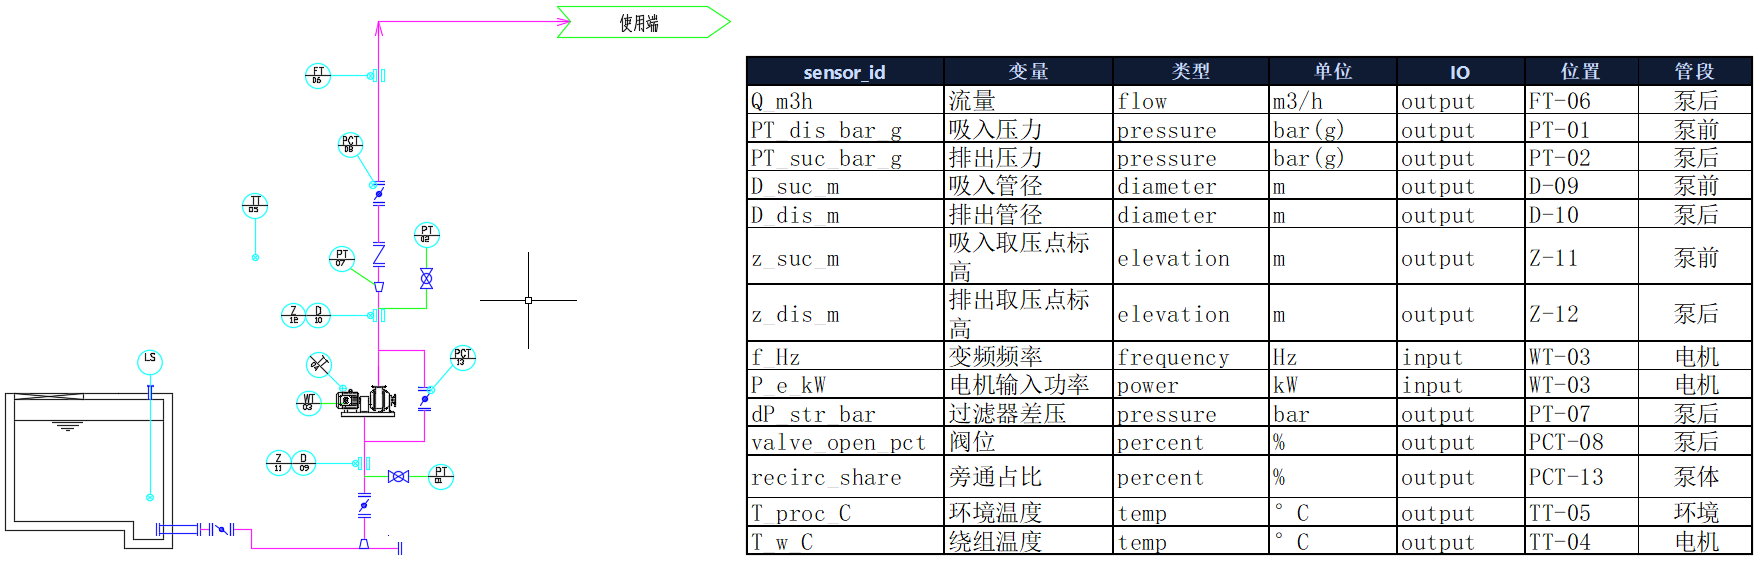 使用端
FT
06
PCT
08
TT
05
PT
02
PT
07
Z
12
D
10
LS
PCT
13
TT
04
WT
03
Z
11
D
09
PT
01
sensor_id 变量 类型 单位 IO 位置 管段
Q_m3h 流量 flow m3/h output FT-06 泵后
PT_dis_bar_g 吸入压力 pressure bar(g) output PT-01 泵前
PT_suc_bar_g 排出压力 pressure bar(g) output PT-02 泵后
D_suc_m 吸入管径 diameter m output D-09 泵前
D_dis_m 排出管径 diameter m output D-10 泵后
z_suc_m 吸入取压点标
高 elevation m output Z-11 泵前
z_dis_m 排出取压点标
高 elevation m output Z-12 泵后
f_Hz 变频频率 frequency Hz input WT-03 电机
P_e_kW 电机输入功率 power kW input WT-03 电机
dP_str_bar 过滤器差压 pressure bar output PT-07 泵后
valve_open_pct 阀位 percent % output PCT-08 泵后
recirc_share 旁通占比 percent % output PCT-13 泵体
T_proc_C 环境温度 temp °C output TT-05 环境
T_w_C 绕组温度 temp °C output TT-04 电机